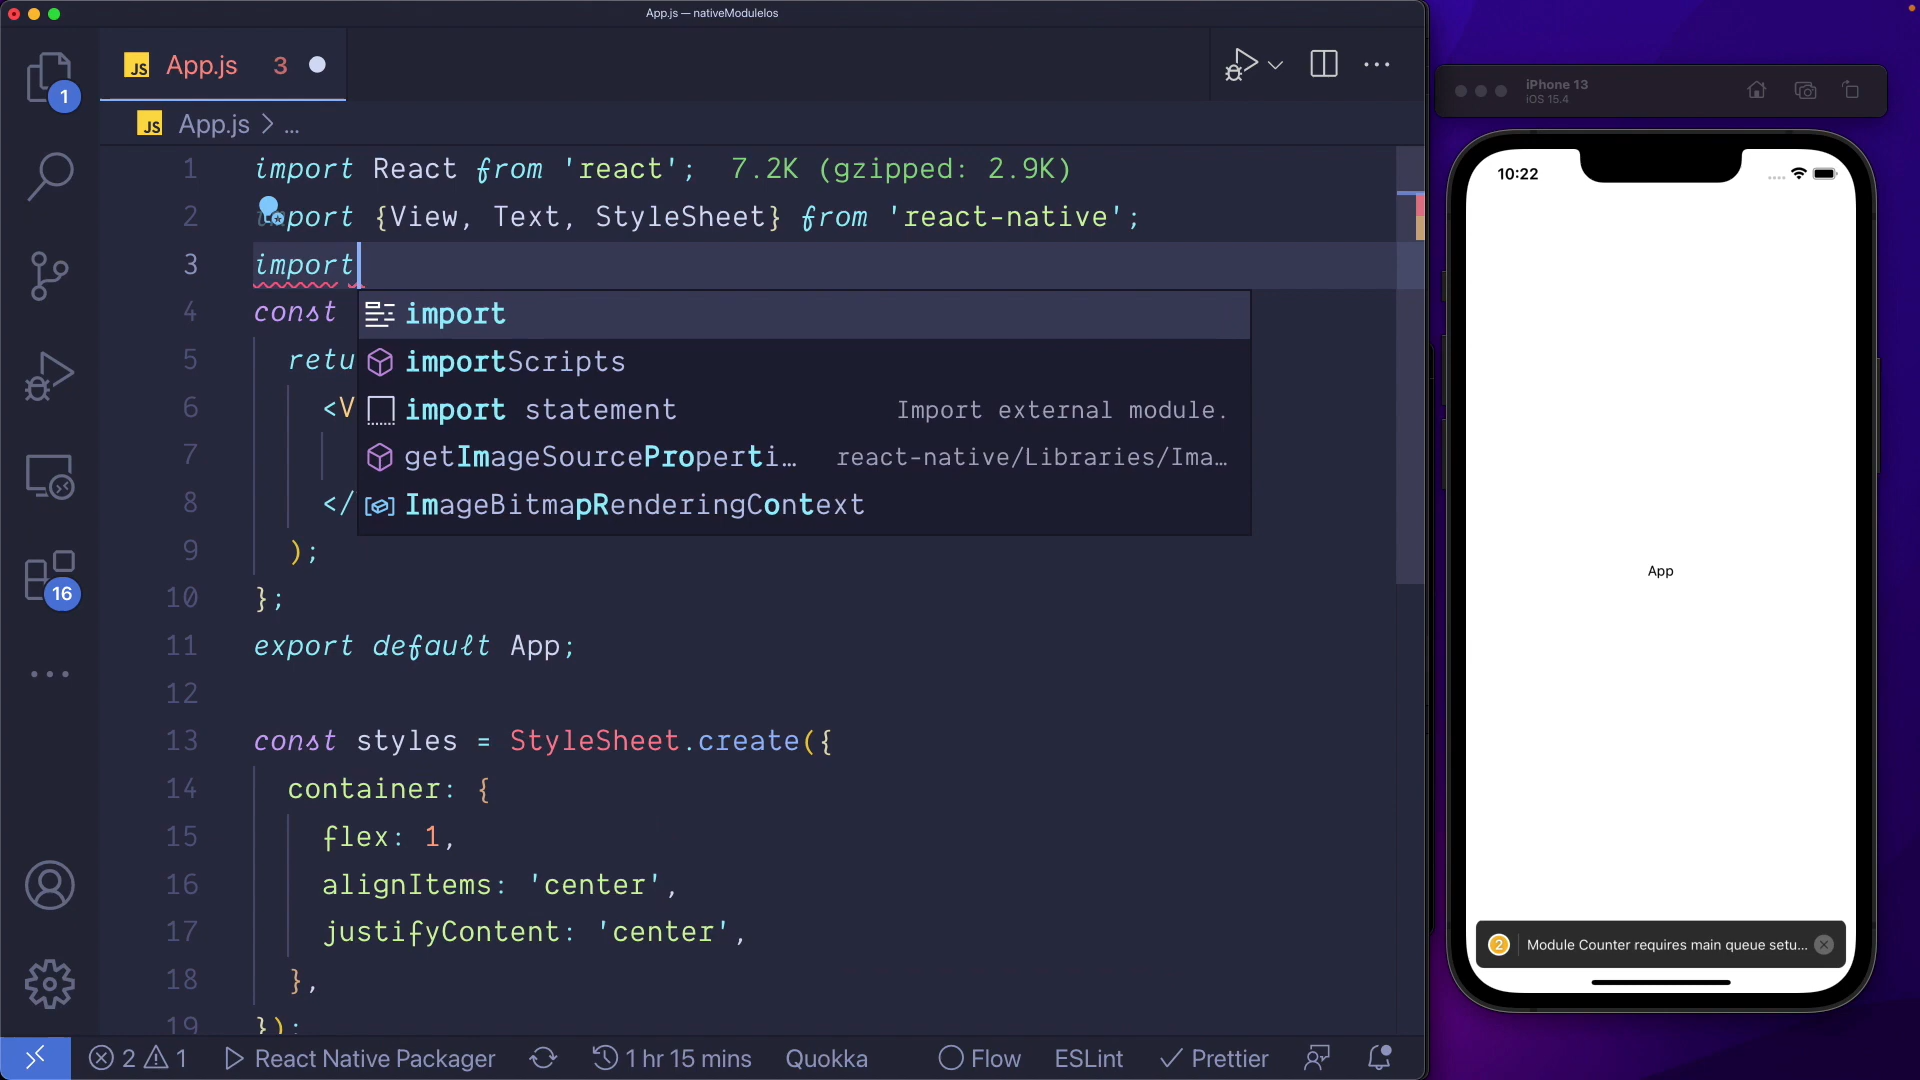 App.js — nativeModuleIos
JS App.js 3
1
JS App.js > ...
1 import React from 'react'; 7.2K (gzipped: 2.9K)
2 import {View, Text, StyleSheet} from 'react-native';
3 import
import
importScripts
import statement Import external module.
getImageSourceProperti… react-native/Libraries/Ima…
ImageBitmapRenderingContext
4 const
5 retu
6 <V
7
8 </
9 );
10 };
11 export default App;
12
13 const styles = StyleSheet.create({
14 container: {
15 flex: 1,
16 alignItems: 'center',
17 justifyContent: 'center',
18 },
19 });
16
2 1 React Native Packager 1 hr 15 mins Quokka Flow ESLint Prettier
iPhone 13
iOS 15.4
10:22
App
2 Module Counter requires main queue setu...